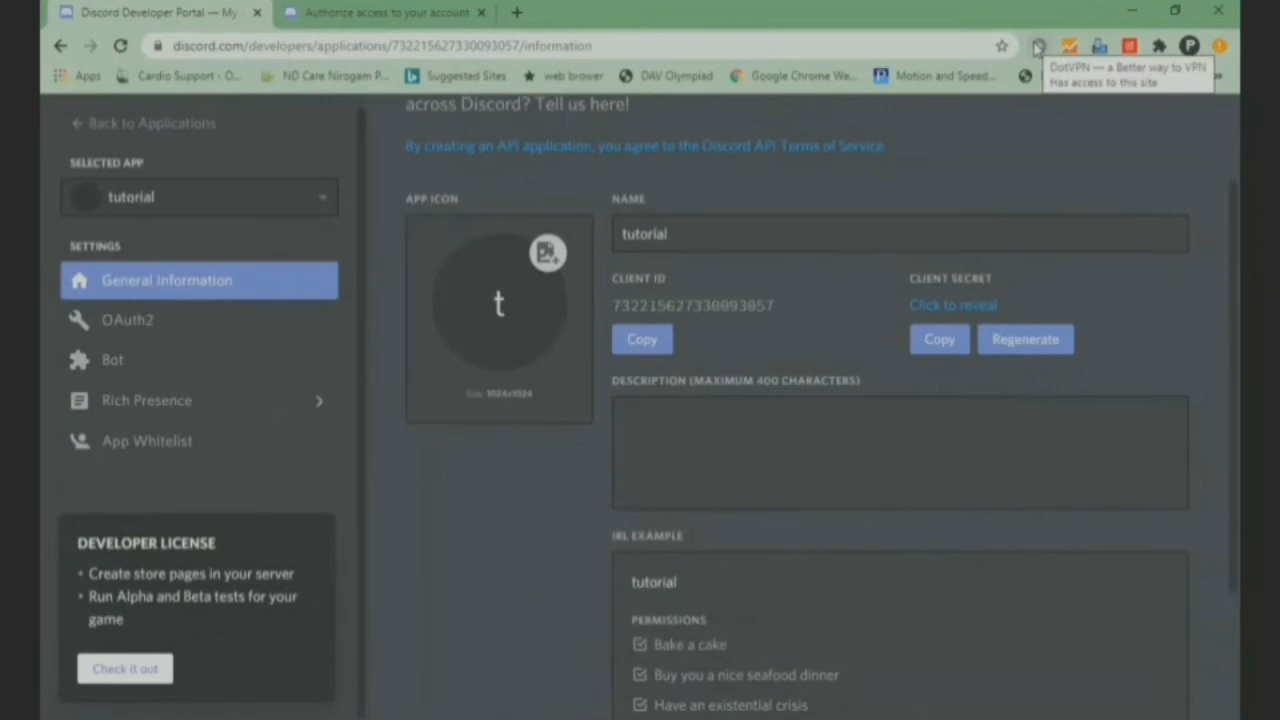 Discord Developer Portal — My
Authorize access to your account
discord.com/developers/applications/732215627330093057/information
Apps
Cardio Support - O...
ND Care Nirogam P...
Suggested Sites
web brower
DAV Olympiad
Google Chrome We...
Motion and Speed...
DotVPN — a Better way to VPN
Has access to this site
P
across Discord? Tell us here!
← Back to Applications
By creating an API application, you agree to the Discord API Terms of Service
SELECTED APP
tutorial
SETTINGS
General Information
OAuth2
Bot
Rich Presence
App Whitelist
APP ICON
t
Size: 1024x1024
NAME
tutorial
CLIENT ID
732215627330093057
Copy
CLIENT SECRET
Click to reveal
Copy
Regenerate
DESCRIPTION (MAXIMUM 400 CHARACTERS)
DEVELOPER LICENSE
• Create store pages in your server
• Run Alpha and Beta tests for your
game
Check it out
IRL EXAMPLE
tutorial
PERMISSIONS
Bake a cake
Buy you a nice seafood dinner
Have an existential crisis